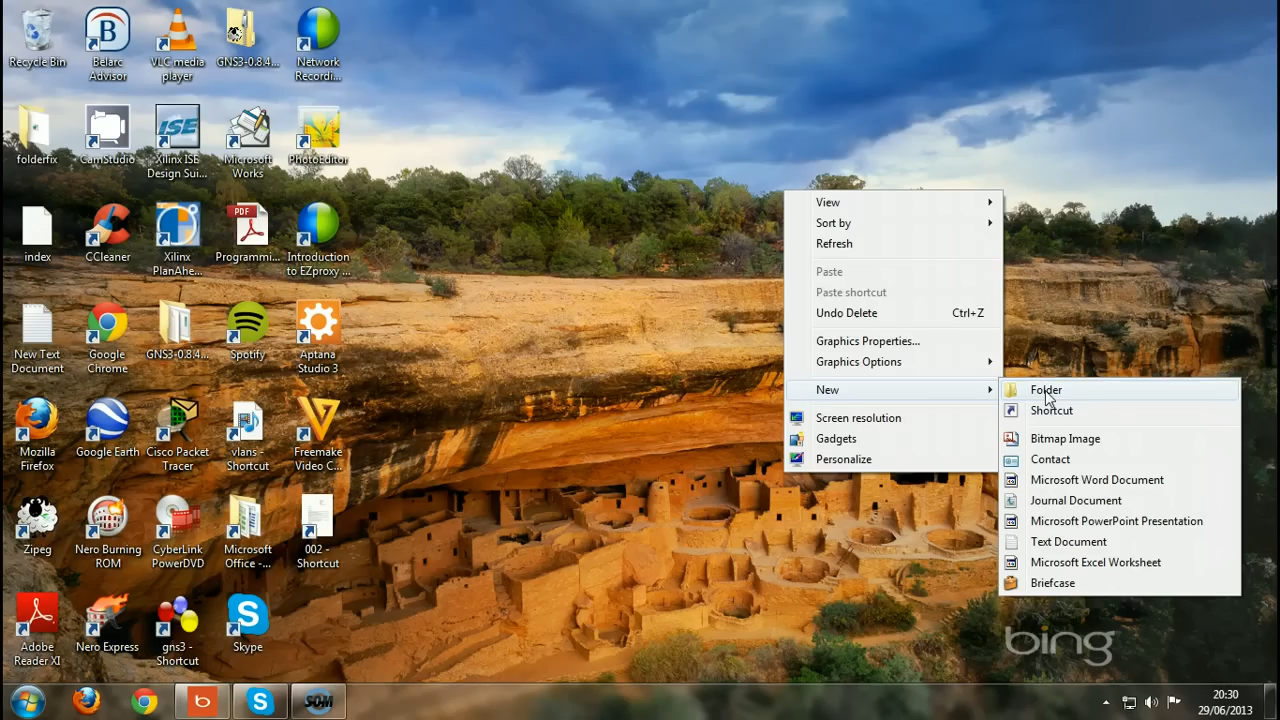 Recycle Bin
Belarc
Advisor
VLC media
player
GNS3-0.8.4...
Network
Recordi...
folderfix
CamStudio
ISE
Xilinx ISE
Design Sui...
Microsoft
Works
PhotoEditor
index
CCleaner
Xilinx
PlanAhe...
PDF
Programmi...
Introduction
to EZproxy ...
New Text
Document
Google
Chrome
GNS3-0.8.4...
Spotify
Aptana
Studio 3
Mozilla
Firefox
Google Earth
Cisco Packet
Tracer
vlans -
Shortcut
Freemake
Video C...
Zipeg
Nero Burning
ROM
CyberLink
PowerDVD
Microsoft
Office -...
002 -
Shortcut
Adobe
Reader XI
Nero Express
gns3 -
Shortcut
Skype
View
Sort by
Refresh
Paste
Paste shortcut
Undo Delete Ctrl+Z
Graphics Properties...
Graphics Options
New
Screen resolution
Gadgets
Personalize
Folder
Shortcut
Bitmap Image
Contact
Microsoft Word Document
Journal Document
Microsoft PowerPoint Presentation
Text Document
Microsoft Excel Worksheet
Briefcase
bing
SOM
20:30
29/06/2013